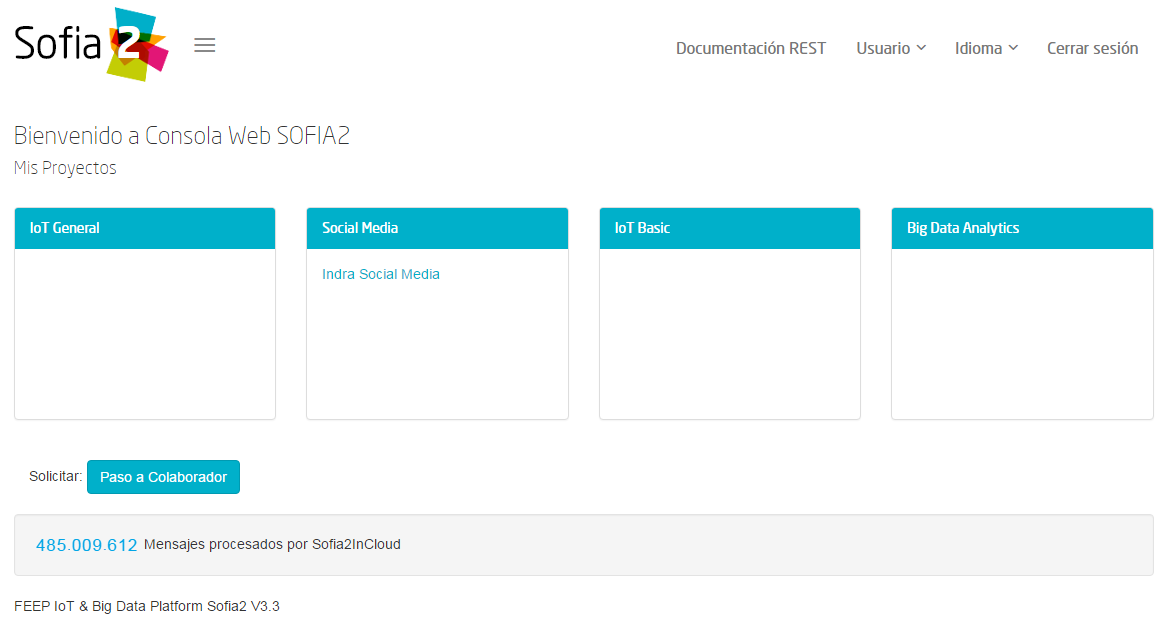 Sofia2
Documentación REST
Usuario
Idioma
Cerrar sesión
Bienvenido a Consola Web SOFIA2
Mis Proyectos
IoT General
Social Media
IoT Basic
Big Data Analytics
Indra Social Media
Solicitar: Paso a Colaborador
485.009.612 Mensajes procesados por Sofia2InCloud
FEEP IoT & Big Data Platform Sofia2 V3.3